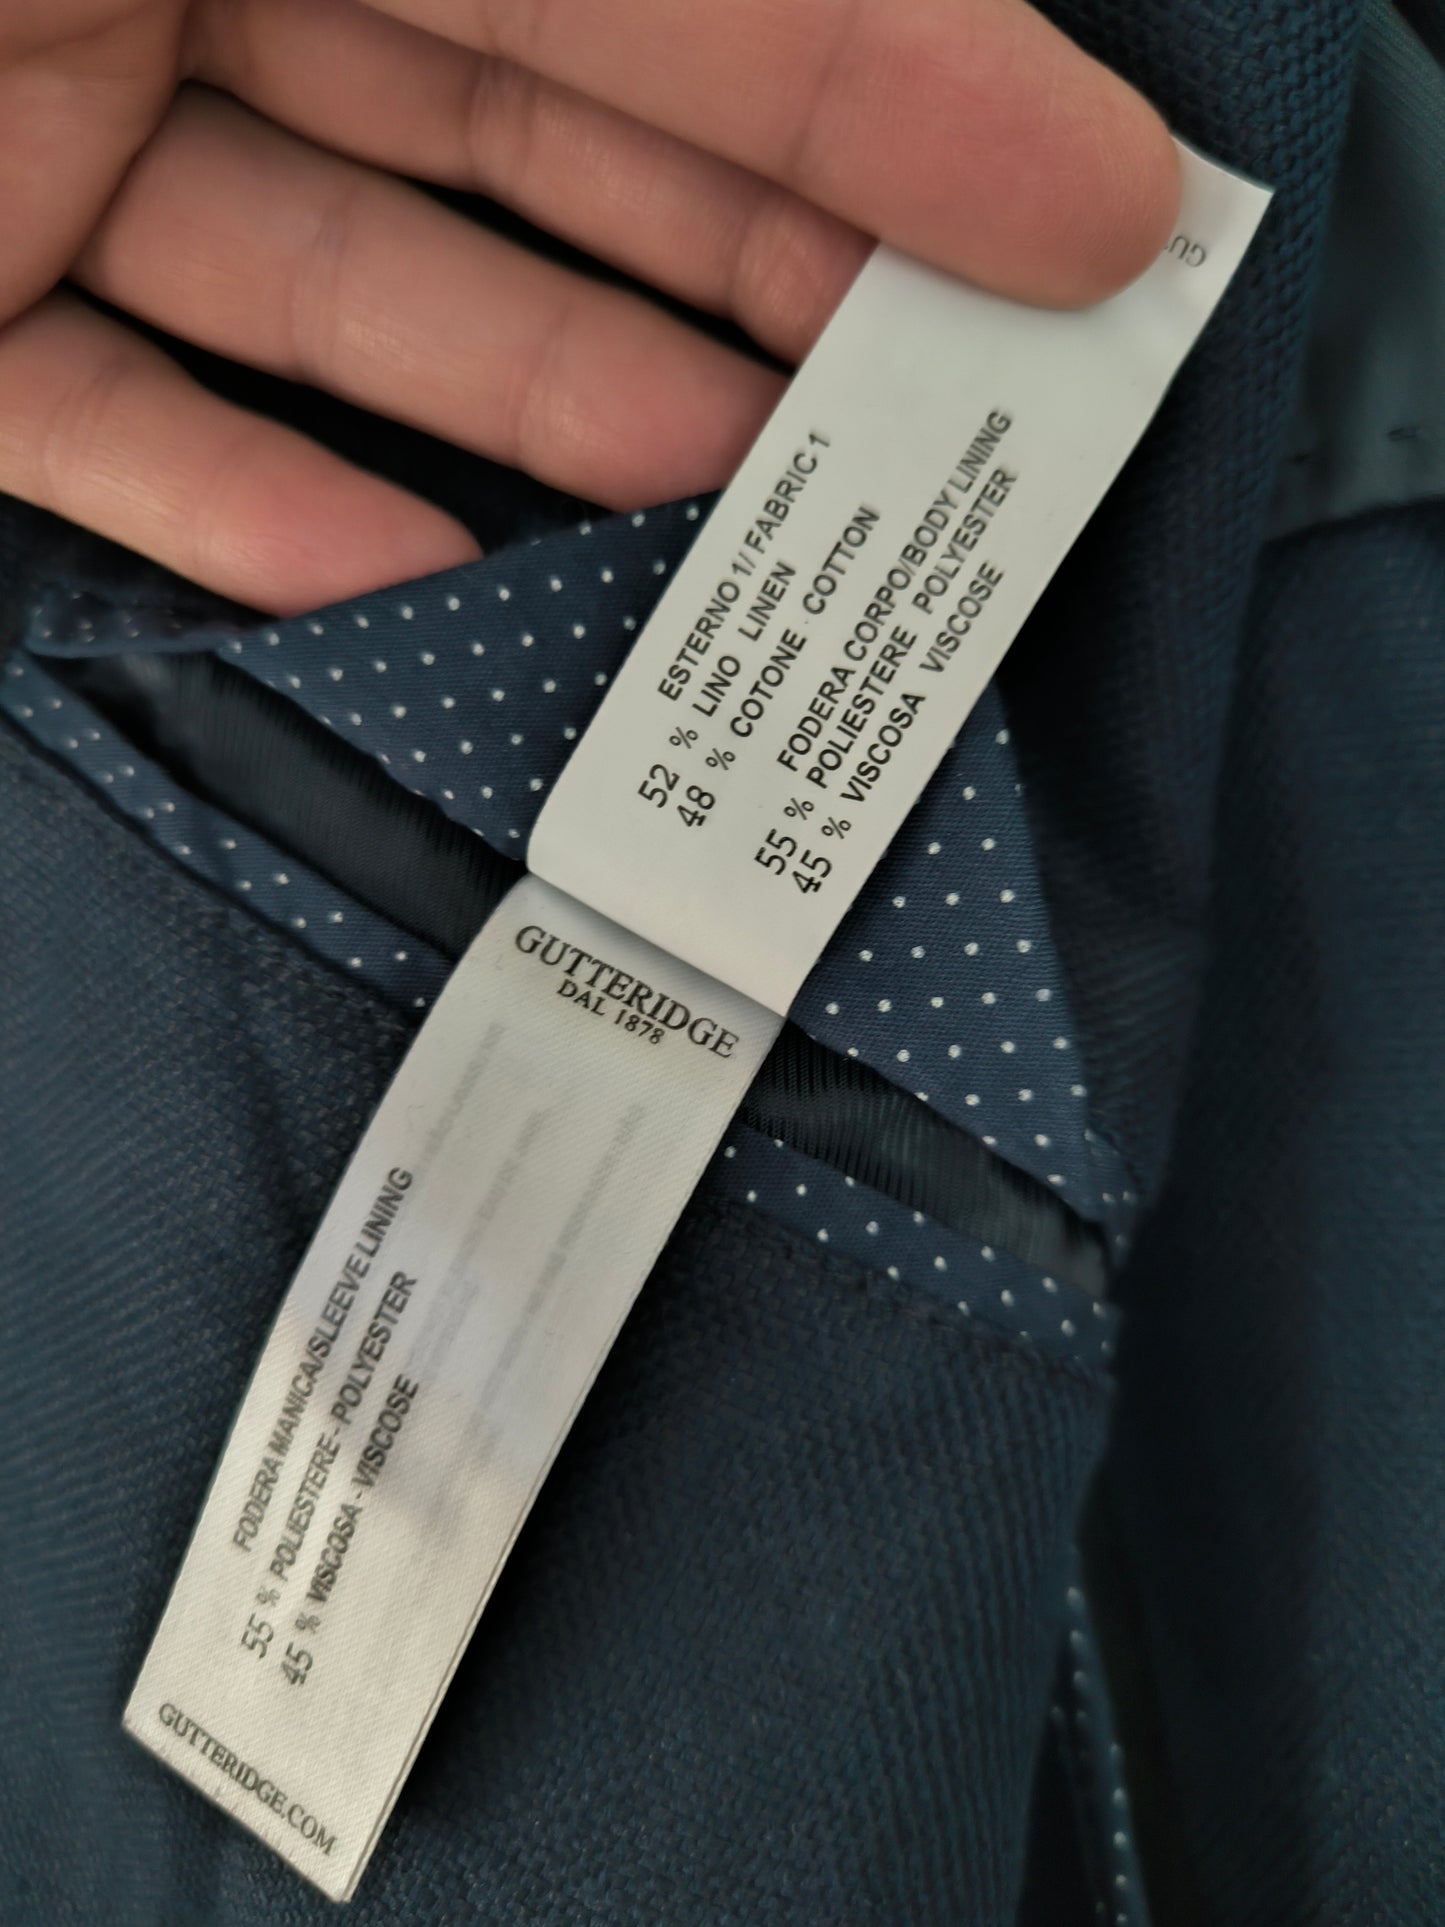 ESTERNO 1/ FABRIC 1
52 % LINO LINEN
48 % COTONE - COTTON
FODERA CORPO/BODY LINING
55 % POLIESTERE POLYESTER
45 % VISCOSA VISCOSE
GUTTERIDGE
DAL 1878
FODERA MANICA/SLEEVE LINING
55 % POLIESTERE - POLYESTER
45 % VISCOSA - VISCOSE
GUTTERIDGE.COM